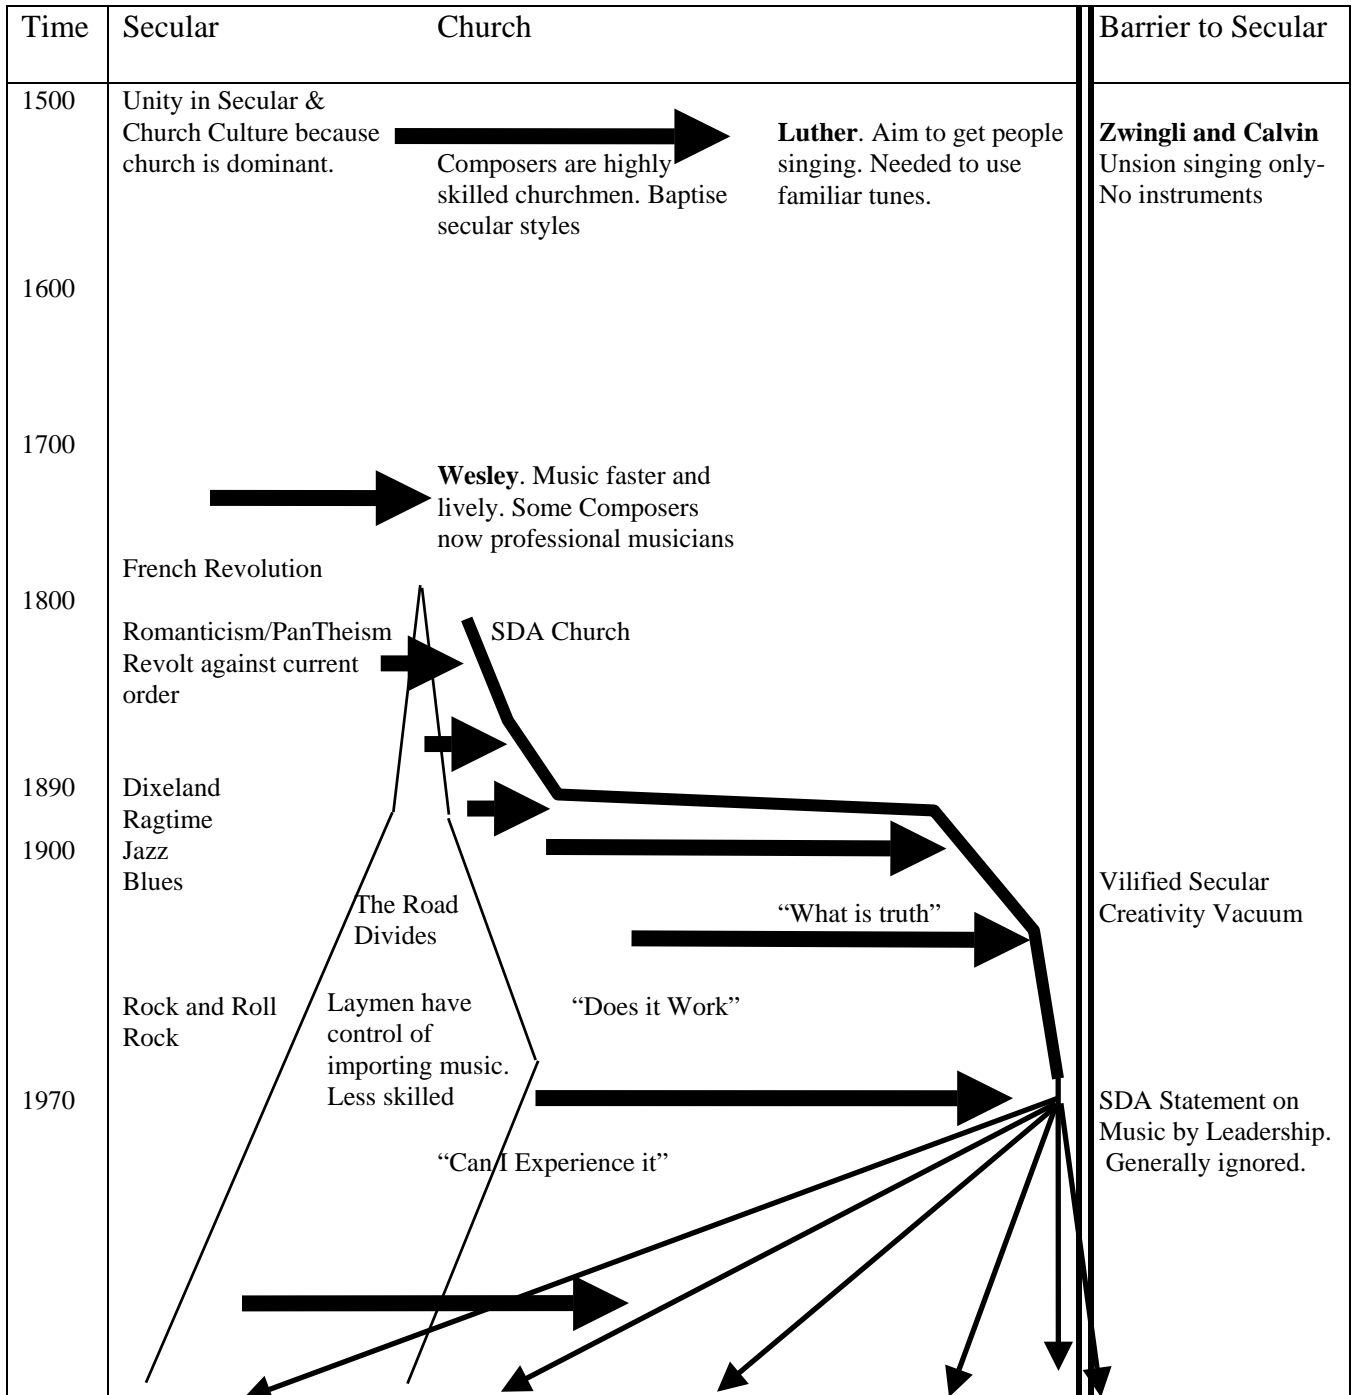 Time Secular Church Barrier to Secular
1500 Unity in Secular &
Church Culture because
church is dominant.
Composers are highly
skilled churchmen. Baptise
secular styles
Luther. Aim to get people
singing. Needed to use
familiar tunes.
Zwingli and Calvin
Unsion singing only-
No instruments
1600
1700
Wesley. Music faster and
lively. Some Composers
now professional musicians
French Revolution
1800
Romanticism/PanTheism
Revolt against current
order
SDA Church
1890 Dixeland
Ragtime
1900 Jazz
Blues
The Road
Divides
"What is truth"
Vilified Secular
Creativity Vacuum
Rock and Roll
Rock
Laymen have
control of
importing music.
Less skilled
"Does it Work"
1970
SDA Statement on
Music by Leadership.
Generally ignored.
"Can I Experience it"